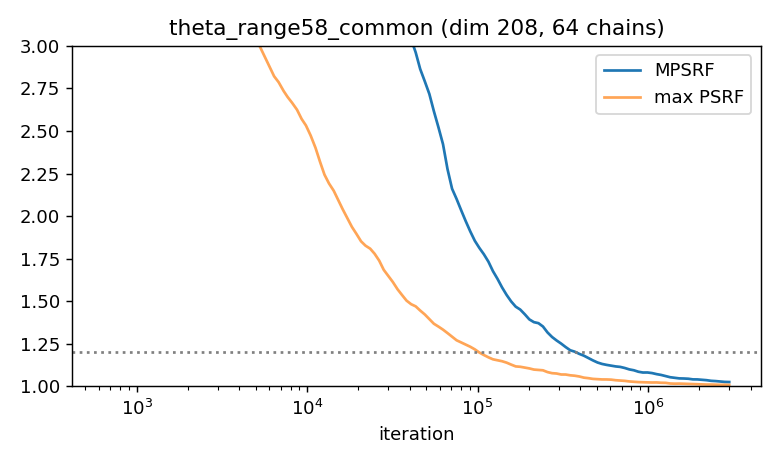 theta_range58_common (dim 208, 64 chains)
3.00
2.75
2.50
2.25
2.00
1.75
1.50
1.25
1.00
MPSRF
max PSRF
10³ 10⁴ 10⁵ 10⁶
iteration